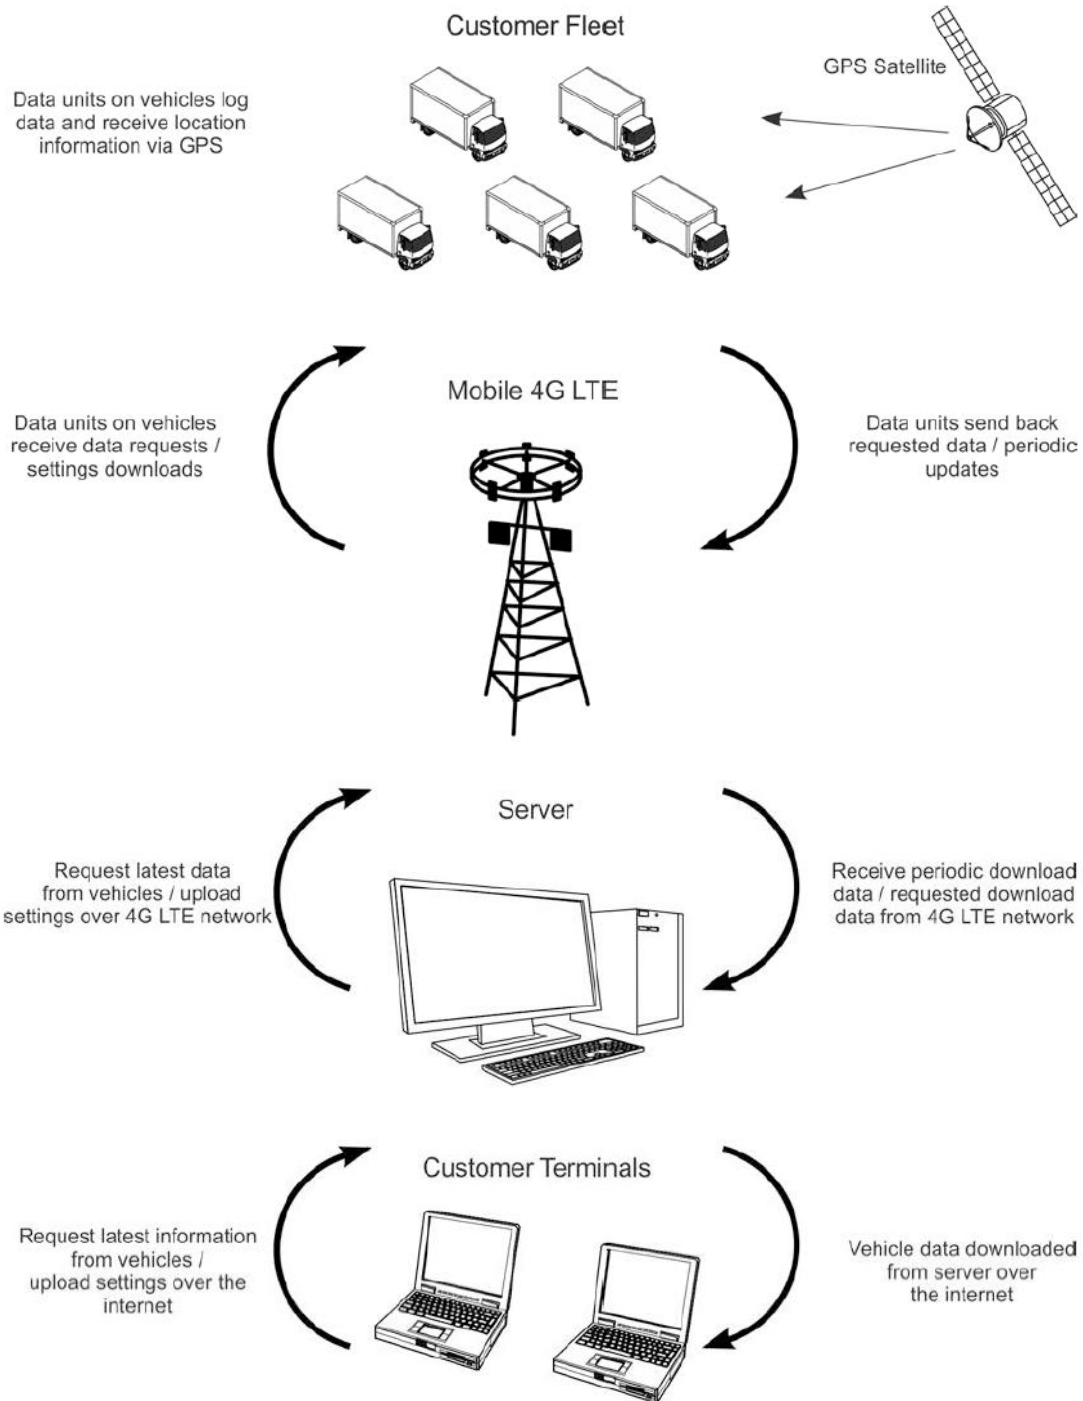 Customer Fleet
GPS Satellite
Data units on vehicles log
data and receive location
information via GPS
Mobile 4G LTE
Data units on vehicles
receive data requests /
settings downloads
Data units send back
requested data / periodic
updates
Server
Request latest data
from vehicles / upload
settings over 4G LTE network
Receive periodic download
data / requested download
data from 4G LTE network
Customer Terminals
Request latest information
from vehicles /
upload settings over the
internet
Vehicle data downloaded
from server over
the internet